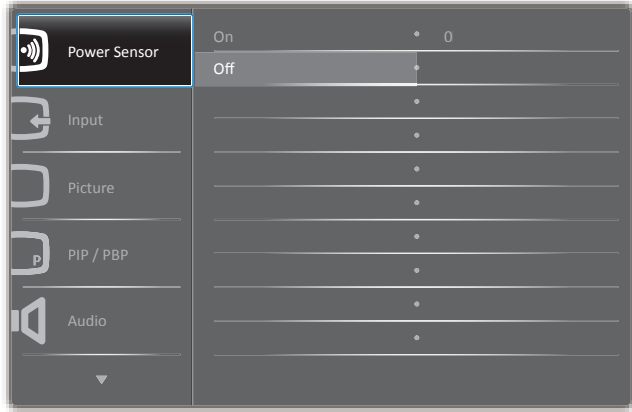 Power Sensor
On 0
Off
Input
Picture
P
PIP / PBP
Audio